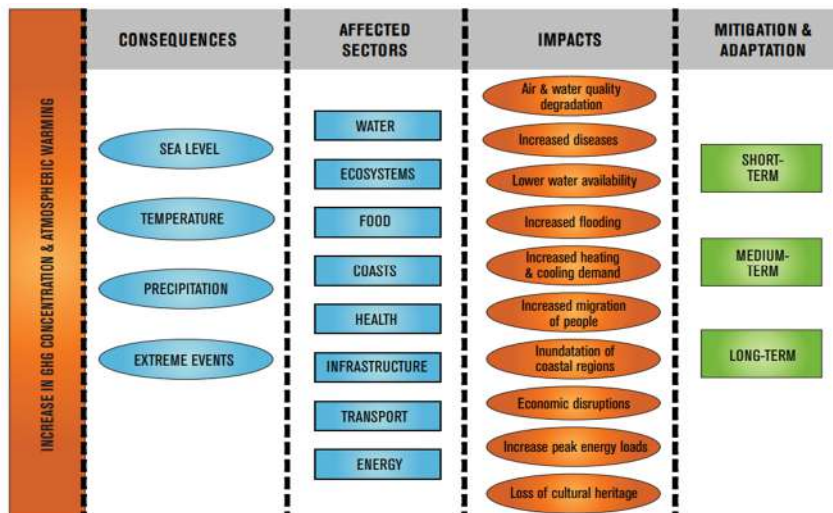 INCREASE IN GHG CONCENTRATION & ATMOSPHERIC WARMING
CONSEQUENCES
SEA LEVEL
TEMPERATURE
PRECIPITATION
EXTREME EVENTS
AFFECTED
SECTORS
WATER
ECOSYSTEMS
FOOD
COASTS
HEALTH
INFRASTRUCTURE
TRANSPORT
ENERGY
IMPACTS
Air & water quality
degradation
Increased diseases
Lower water availability
Increased flooding
Increased heating
& cooling demand
Increased migration
of people
Inundatation of
coastal regions
Economic disruptions
Increase peak energy loads
Loss of cultural heritage
MITIGATION &
ADAPTATION
SHORT-
TERM
MEDIUM-
TERM
LONG-TERM